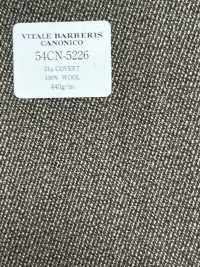 VITALE BARBERIS
CANONICO
54CN-5226
21μ COVERT
100% WOOL
440g/m